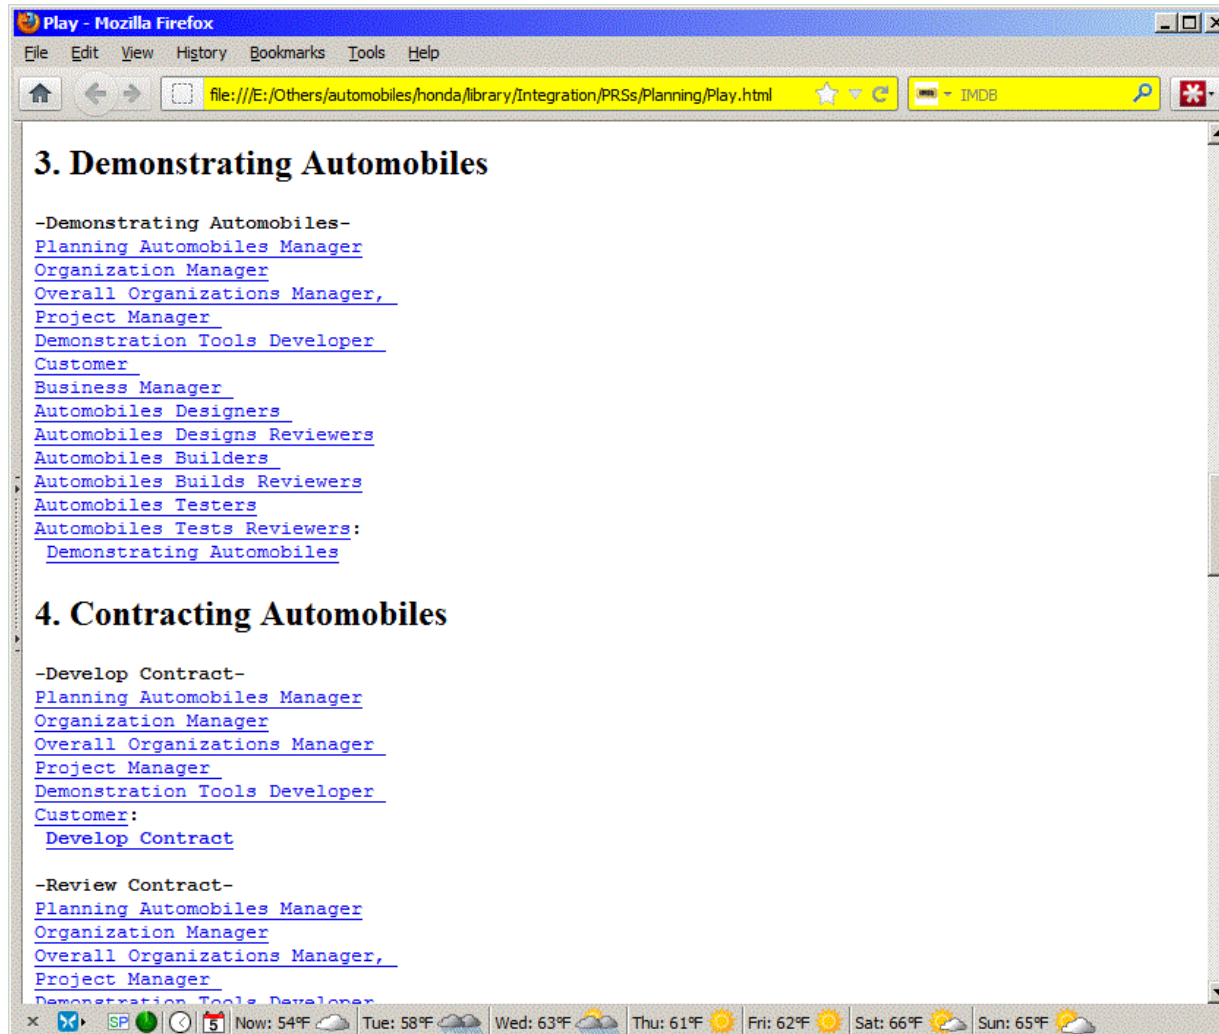 Play - Mozilla Firefox
File Edit View History Bookmarks Tools Help
file:///E:/Others/automobiles/honda/library/Integration/PRSs/Planning/Play.html IMDB
3. Demonstrating Automobiles
-Demonstrating Automobiles-
Planning Automobiles Manager
Organization Manager
Overall Organizations Manager,
Project Manager
Demonstration Tools Developer
Customer
Business Manager
Automobiles Designers
Automobiles Designs Reviewers
Automobiles Builders
Automobiles Builds Reviewers
Automobiles Testers
Automobiles Tests Reviewers:
Demonstrating Automobiles
4. Contracting Automobiles
-Develop Contract-
Planning Automobiles Manager
Organization Manager
Overall Organizations Manager
Project Manager
Demonstration Tools Developer
Customer:
Develop Contract
-Review Contract-
Planning Automobiles Manager
Organization Manager
Overall Organizations Manager,
Project Manager
Demonstration Tools Developer
SP 5 Now: 54°F Tue: 58°F Wed: 63°F Thu: 61°F Fri: 62°F Sat: 66°F Sun: 65°F